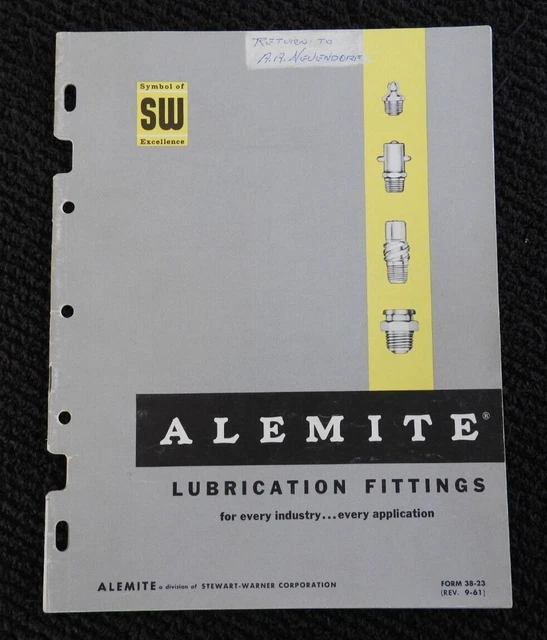 RETURN TO
A.A. NEUENDORF
Symbol of
SW
Excellence
ALEMITE®
LUBRICATION FITTINGS
for every industry...every application
ALEMITE a division of STEWART-WARNER CORPORATION
FORM 38-23
(REV. 9-61)